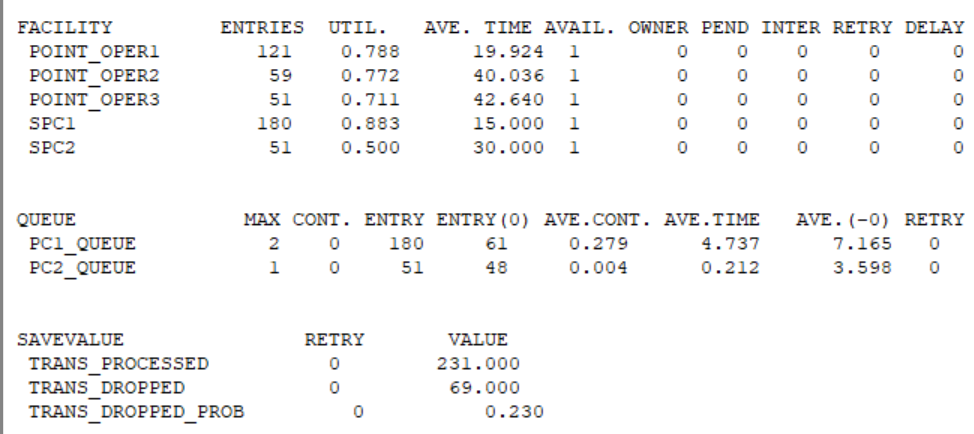 FACILITY ENTRIES UTIL. AVE. TIME AVAIL. OWNER PEND INTER RETRY DELAY
POINT_OPER1 121 0.788 19.924 1 0 0 0 0 0
POINT_OPER2 59 0.772 40.036 1 0 0 0 0 0
POINT_OPER3 51 0.711 42.640 1 0 0 0 0 0
SPC1 180 0.883 15.000 1 0 0 0 0 0
SPC2 51 0.500 30.000 1 0 0 0 0 0
QUEUE MAX CONT. ENTRY ENTRY(0) AVE.CONT. AVE.TIME AVE.(-0) RETRY
PC1_QUEUE 2 0 180 61 0.279 4.737 7.165 0
PC2_QUEUE 1 0 51 48 0.004 0.212 3.598 0
SAVEVALUE RETRY VALUE
TRANS_PROCESSED 0 231.000
TRANS_DROPPED 0 69.000
TRANS_DROPPED_PROB 0 0.230